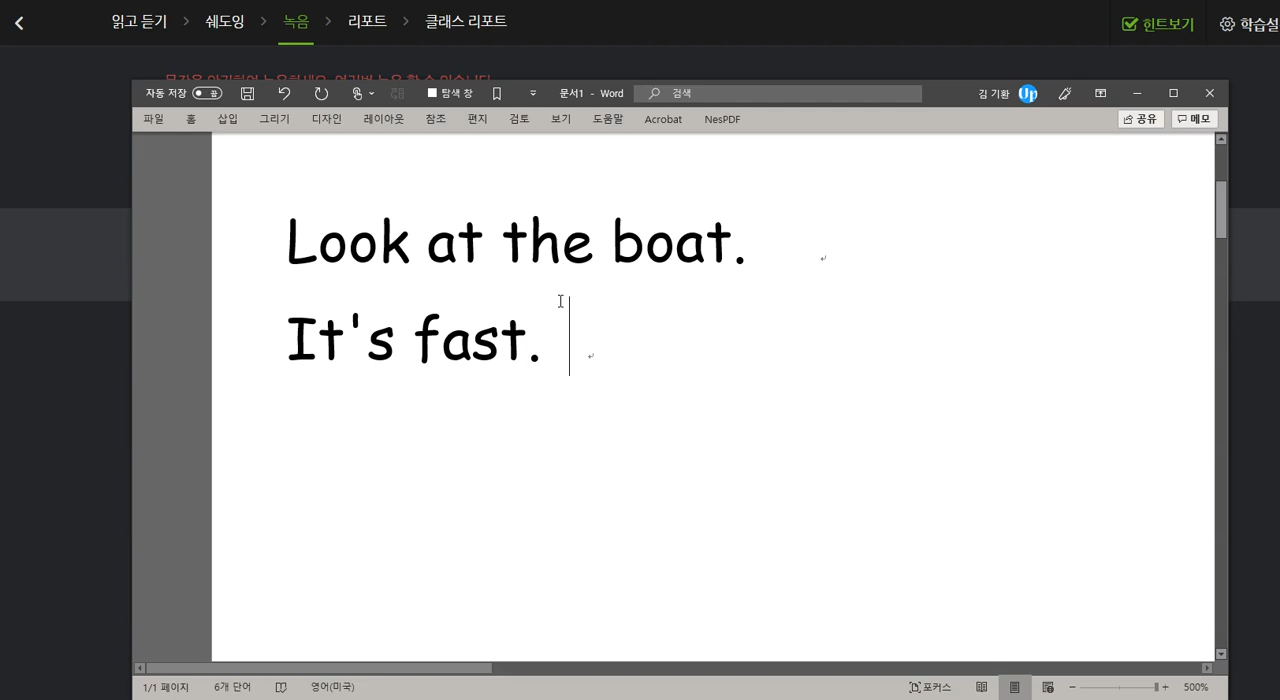 읽고 듣기 > 쉐도잉 > 녹음 > 리포트 > 클래스 리포트
힌트보기
학습설
자동 저장
탐색 창
문서1 - Word
검색
김 기환
Up
파일 홈 삽입 그리기 디자인 레이아웃 참조 편지 검토 보기 도움말 Acrobat NesPDF
공유
메모
Look at the boat.
It's fast.
1/1 페이지
6개 단어
영어(미국)
포커스
500%